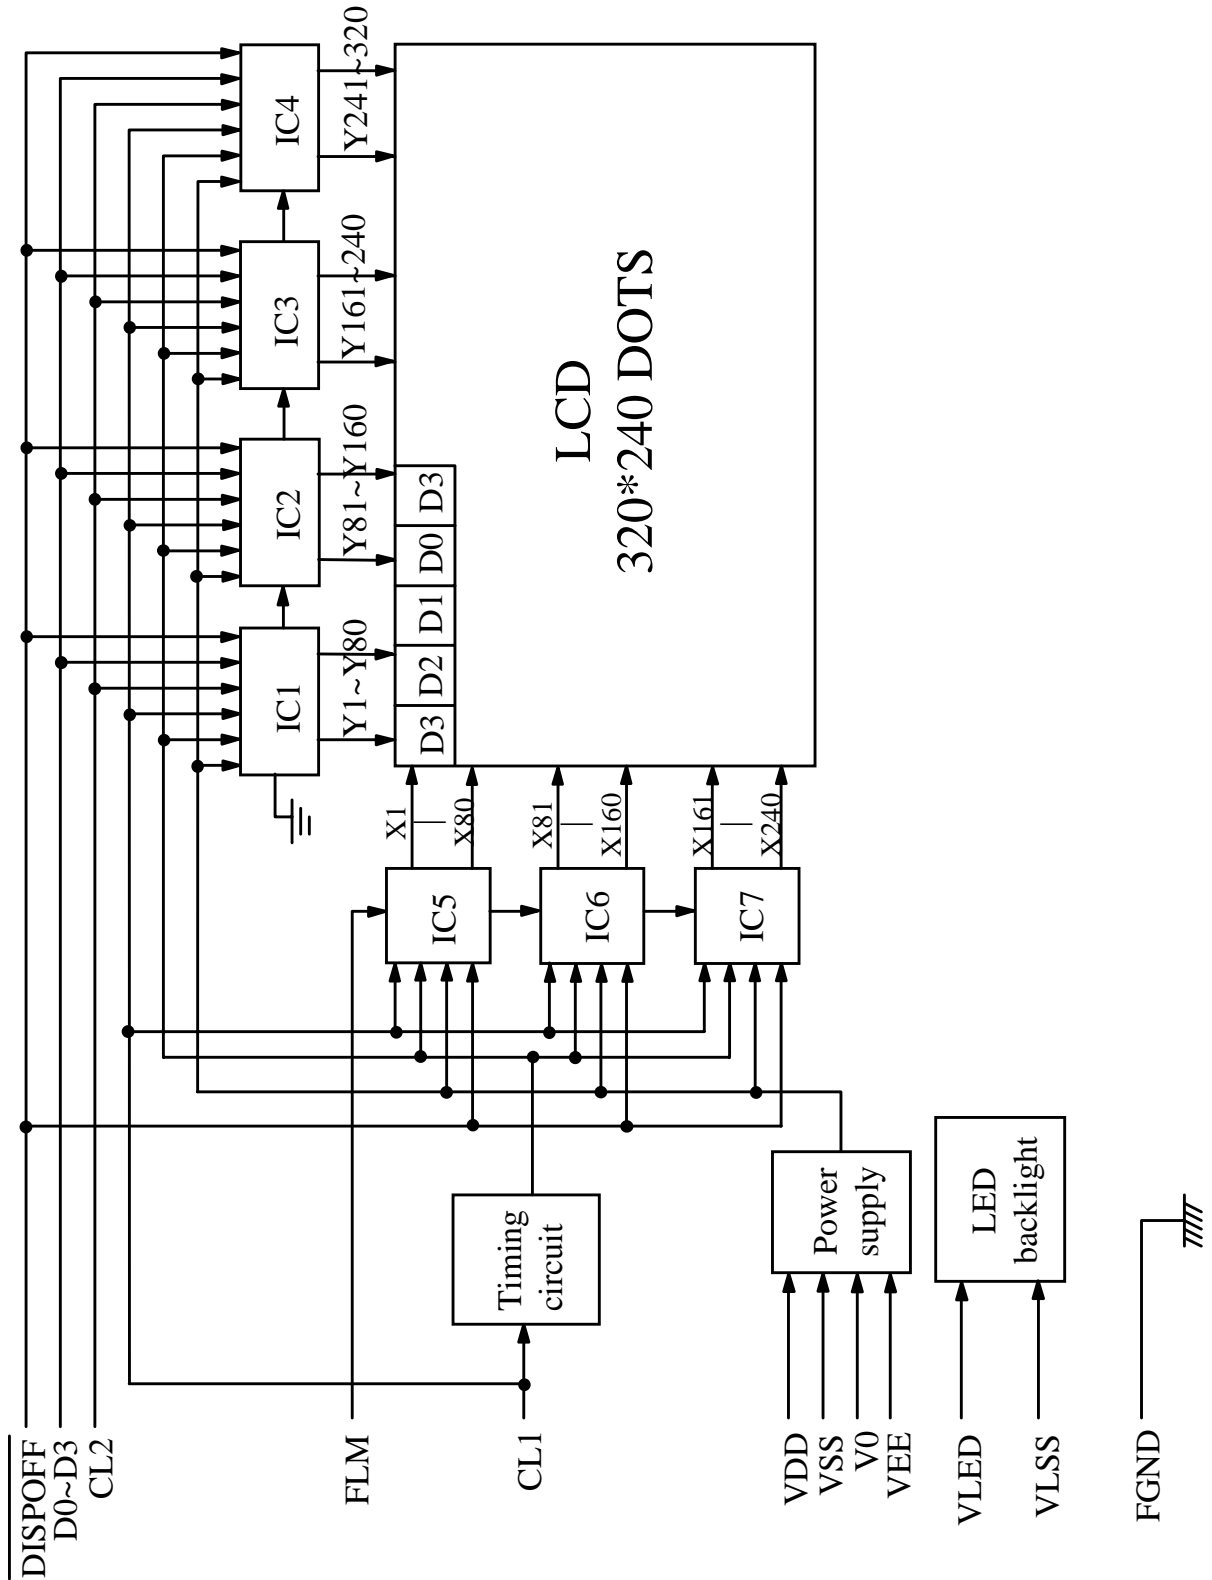 DISPOFF
D0~D3
CL2
FLM
CL1
VDD
VSS
V0
VEE
VLED
VLSS
FGND
Timing
circuit
Power
supply
LED
backlight
IC5
IC6
IC7
X1
X80
X81
X160
X161
X240
IC1
IC2
IC3
IC4
Y1~Y80
Y81~Y160
Y161~240
Y241~320
D3 D2 D1 D0 D3
LCD
320*240 DOTS